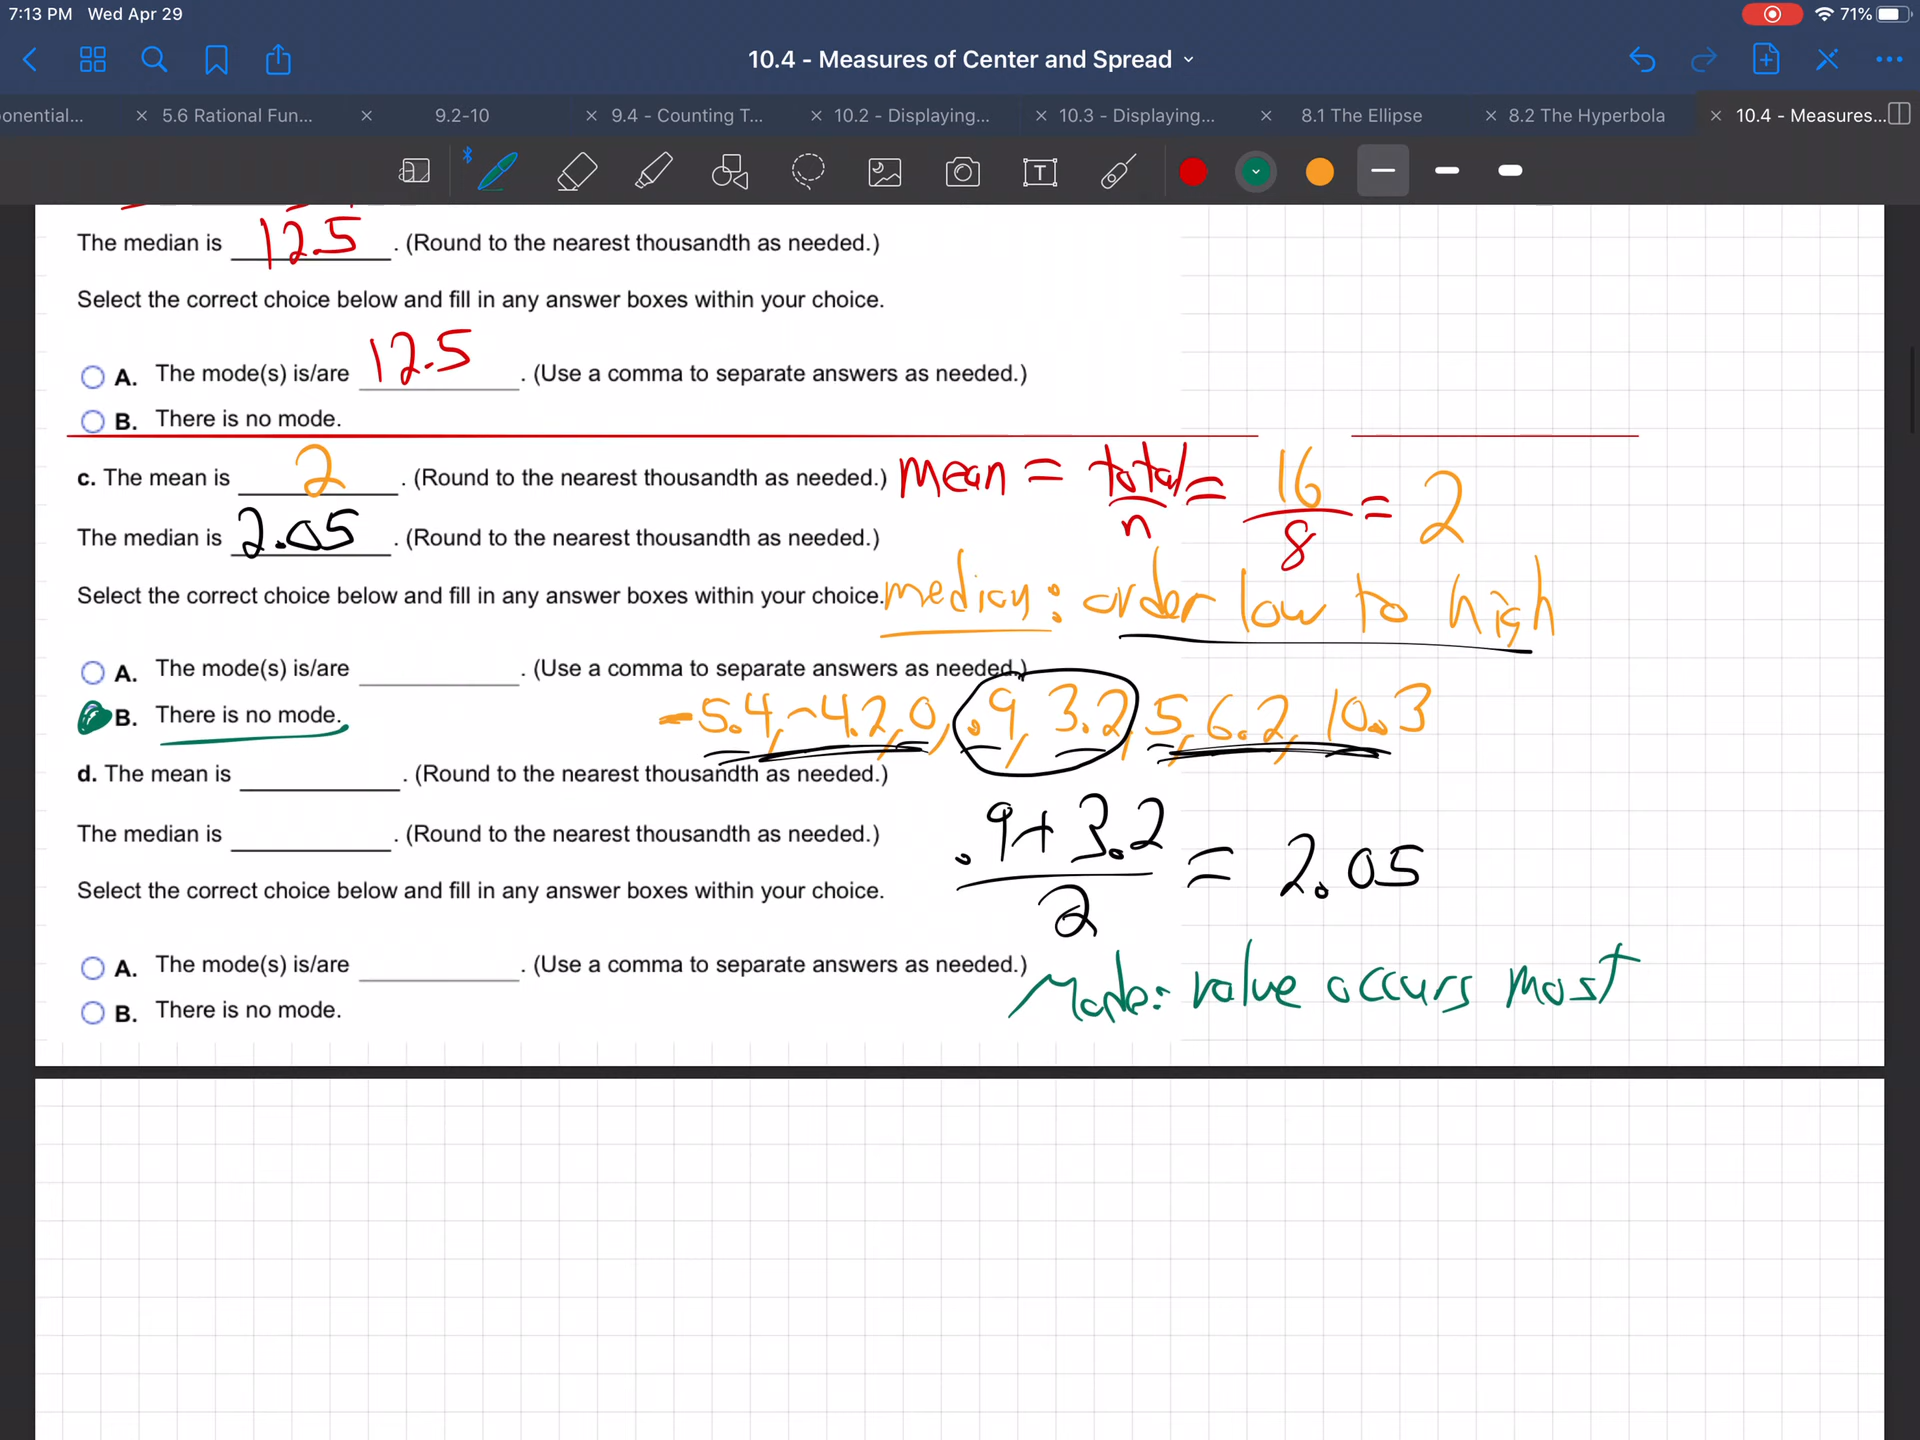 7:13 PM Wed Apr 29
71%
10.4 - Measures of Center and Spread
onential...
5.6 Rational Fun...
9.2-10
9.4 - Counting T...
10.2 - Displaying...
10.3 - Displaying...
8.1 The Ellipse
8.2 The Hyperbola
10.4 - Measures...
The median is 12.5 . (Round to the nearest thousandth as needed.)
Select the correct choice below and fill in any answer boxes within your choice.
A. The mode(s) is/are 12.5 . (Use a comma to separate answers as needed.)
B. There is no mode.
c. The mean is 2 . (Round to the nearest thousandth as needed.)
mean = total/n = 16/8 = 2
The median is 2.05 . (Round to the nearest thousandth as needed.)
Select the correct choice below and fill in any answer boxes within your choice.
median: order low to high
A. The mode(s) is/are . (Use a comma to separate answers as needed.)
B. There is no mode.
-5.4, -4.2, 0, .9, 3.2, 5, 6.2, 10.3
d. The mean is . (Round to the nearest thousandth as needed.)
The median is . (Round to the nearest thousandth as needed.)
.9 + 3.2
2
= 2.05
Select the correct choice below and fill in any answer boxes within your choice.
A. The mode(s) is/are . (Use a comma to separate answers as needed.)
Mode: value occurs most
B. There is no mode.